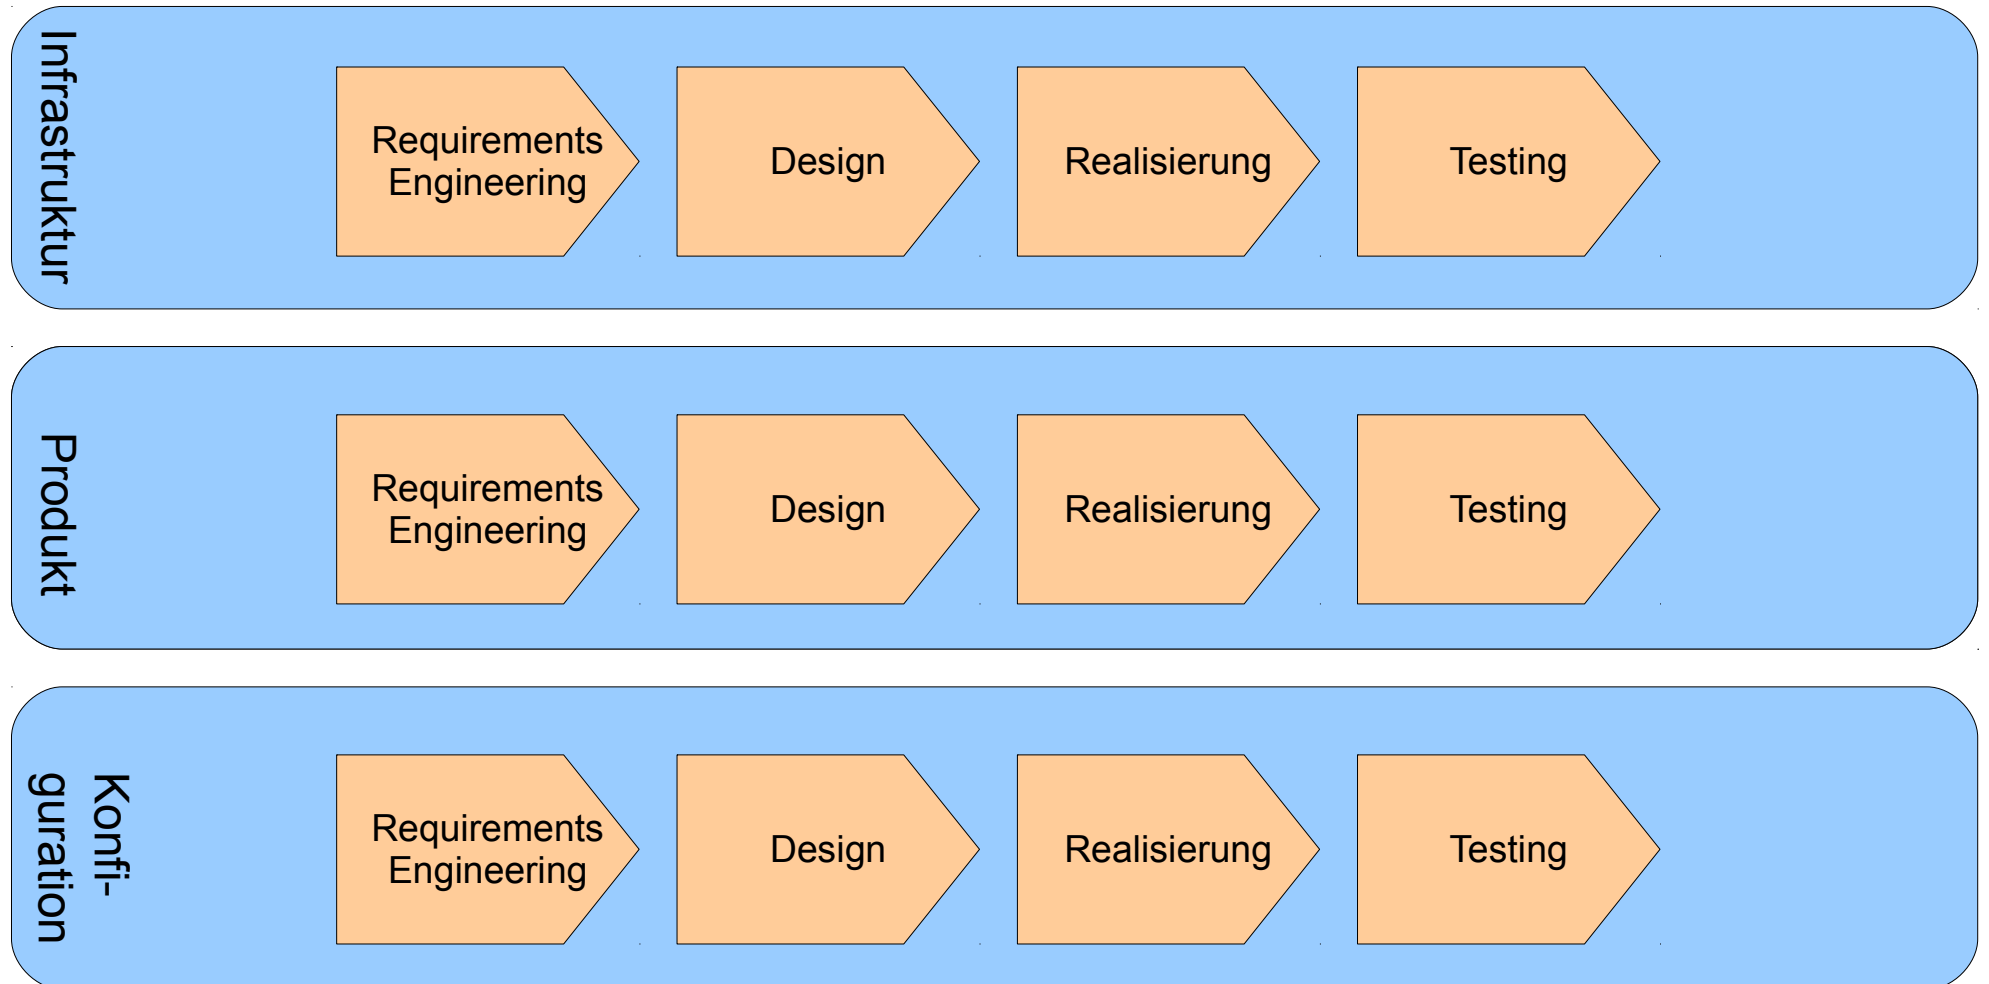 Infrastruktur
Requirements
Engineering
Design
Realisierung
Testing
Produkt
Requirements
Engineering
Design
Realisierung
Testing
Konfi-
guration
Requirements
Engineering
Design
Realisierung
Testing